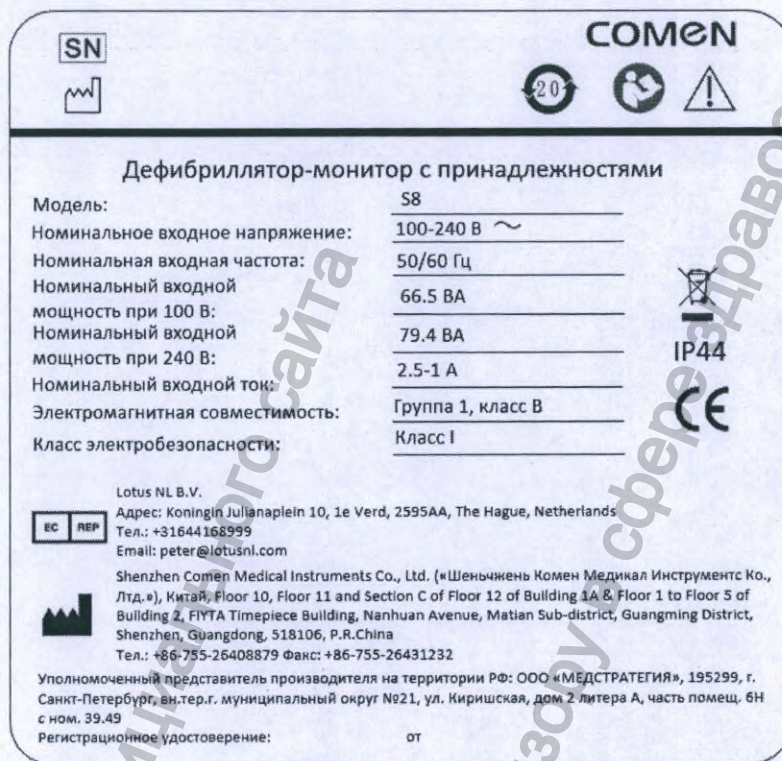 SN
COMEN
20
Дефибриллятор-монитор с принадлежностями
Модель: S8
Номинальное входное напряжение: 100-240 В ~
Номинальная входная частота: 50/60 Гц
Номинальный входной
мощность при 100 В: 66.5 ВА
Номинальный входной
мощность при 240 В: 79.4 ВА
Номинальный входной ток: 2.5-1 А
Электромагнитная совместимость: Группа 1, класс В
Класс электробезопасности: Класс I
IP44
CE
EC REP
Lotus NL B.V.
Адрес: Koningin Julianaplein 10, 1e Verd, 2595AA, The Hague, Netherlands
Тел.: +31644168999
Email: peter@lotusnl.com
Shenzhen Comen Medical Instruments Co., Ltd. («Шеньчжень Комен Медикал Инструментс Ко.,
Лтд.»), Китай, Floor 10, Floor 11 and Section C of Floor 12 of Building 1A & Floor 1 to Floor 5 of
Building 2, FIYTA Timepiece Building, Nanhuan Avenue, Matian Sub-district, Guangming District,
Shenzhen, Guangdong, 518106, P.R.China
Тел.: +86-755-26408879 Факс: +86-755-26431232
Уполномоченный представитель производителя на территории РФ: ООО «МЕДСТРАТЕГИЯ», 195299, г.
Санкт-Петербург, вн.тер.г. муниципальный округ №21, ул. Киришская, дом 2 литера А, часть помещ. 6Н
с ном. 39.49
Регистрационное удостоверение: от